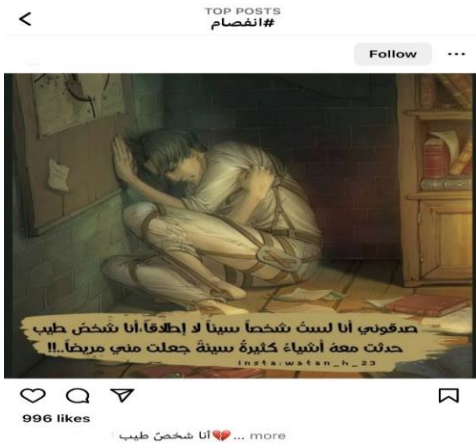 TOP POSTS
#انفصام
Follow
صدقوني أنا لستُ شخصاً سيئاً لا إطلاقاً،أنا شخصٌ طيب
حدثت معهُ أشياءُ كثيرةُ سيئةَ جعلت مني مريضاً..!!
insta:watan_h_23
996 likes
أنا شخصٌ طيب💔... more